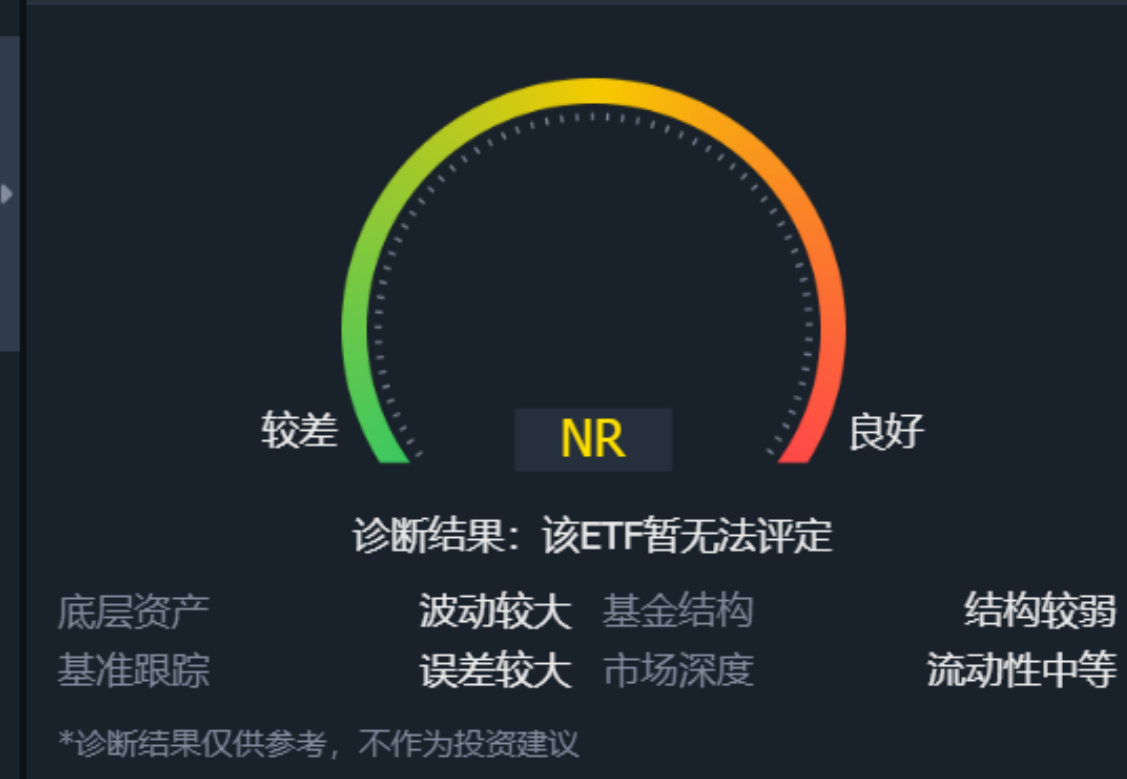 较差 NR 良好
诊断结果：该ETF暂无法评定
底层资产 波动较大 基金结构 结构较弱
基准跟踪 误差较大 市场深度 流动性中等
*诊断结果仅供参考，不作为投资建议